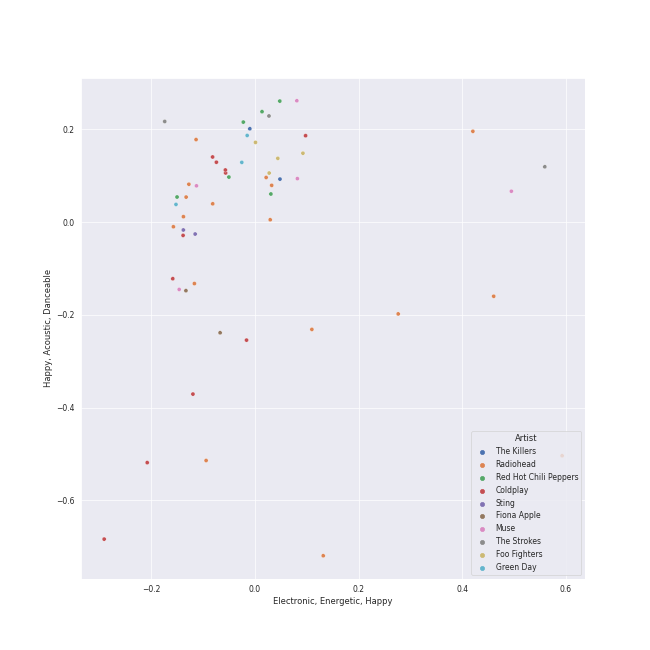 0.2
0.0
−0.2
−0.4
−0.6
Happy, Acoustic, Danceable
Artist
The Killers
Radiohead
Red Hot Chili Peppers
Coldplay
Sting
Fiona Apple
Muse
The Strokes
Foo Fighters
Green Day
−0.2 0.0 0.2 0.4 0.6
Electronic, Energetic, Happy